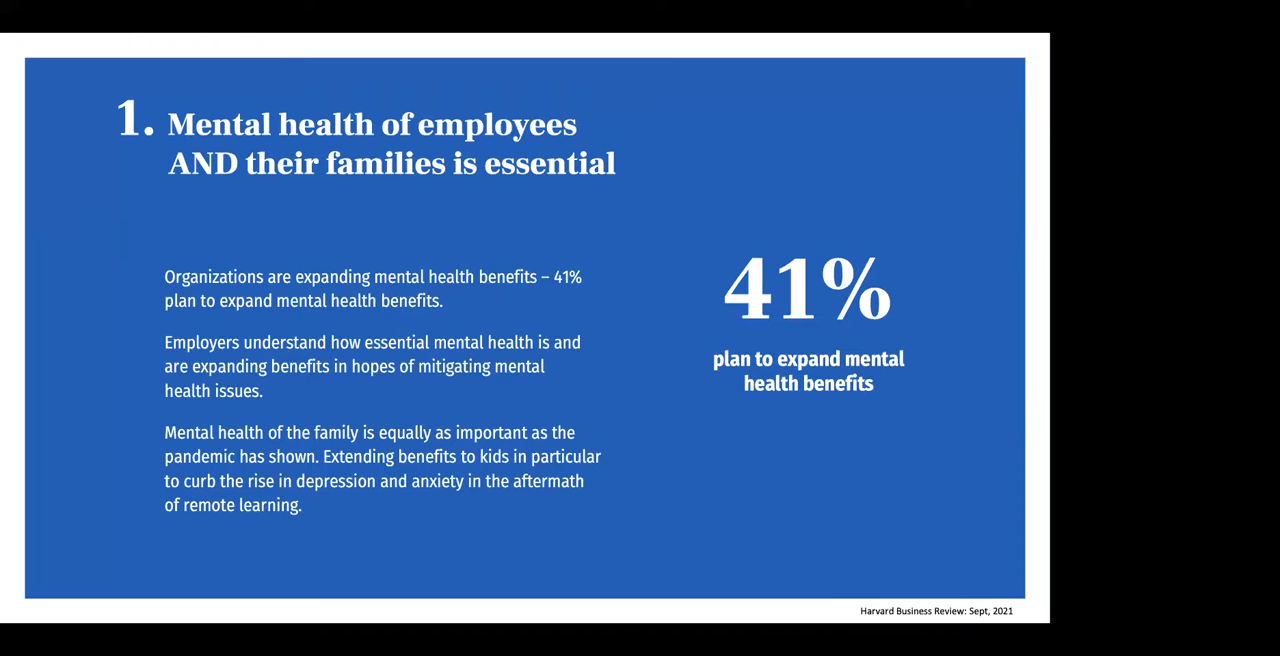 1. Mental health of employees
AND their families is essential
Organizations are expanding mental health benefits – 41%
plan to expand mental health benefits.
Employers understand how essential mental health is and
are expanding benefits in hopes of mitigating mental
health issues.
Mental health of the family is equally as important as the
pandemic has shown. Extending benefits to kids in particular
to curb the rise in depression and anxiety in the aftermath
of remote learning.
41%
plan to expand mental
health benefits
Harvard Business Review: Sept, 2021